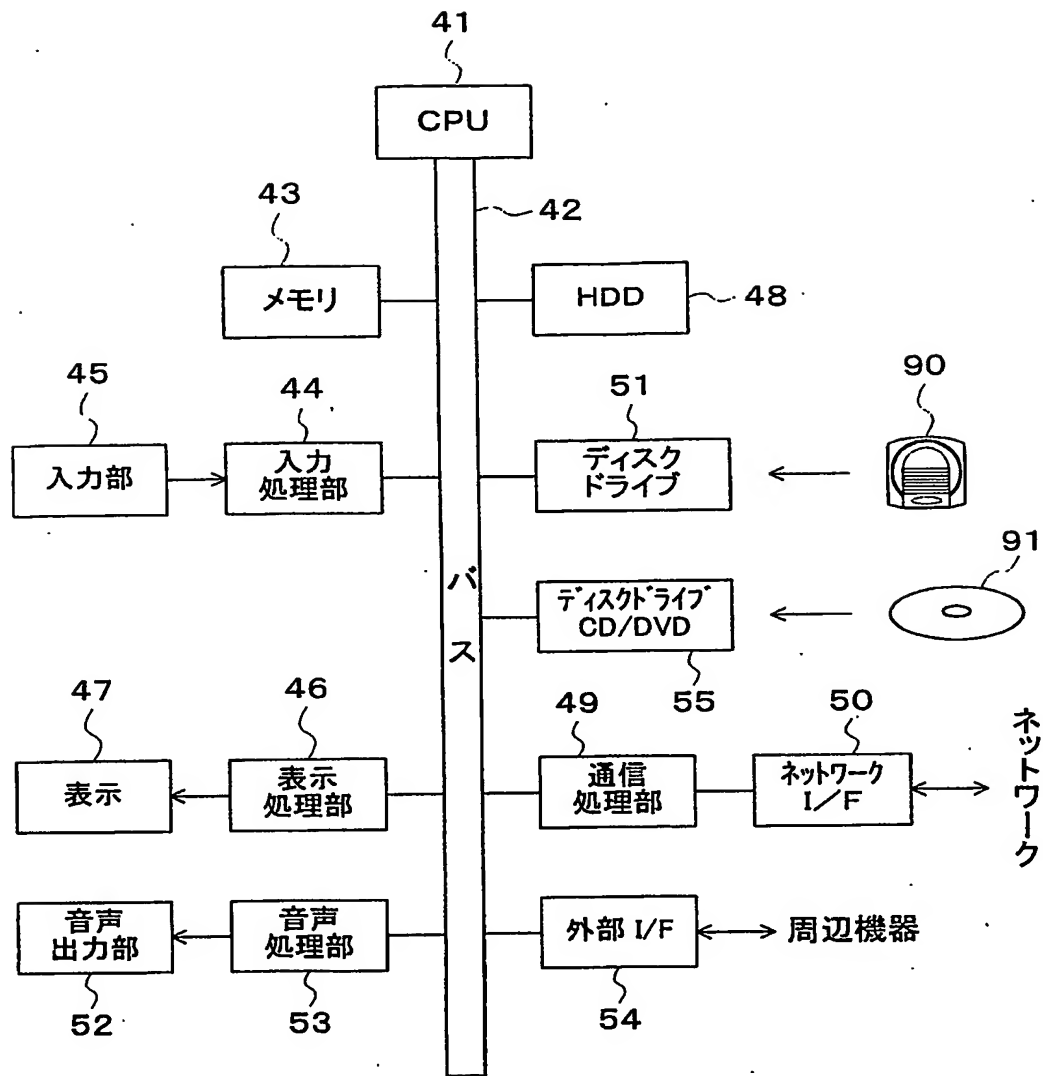 41
CPU
42
43
メモリ
HDD
48
45
入力部
44
入力
処理部
51
ディスク
ドライブ
90
バス
ディスクドライブ
CD/DVD
55
91
47
表示
46
表示
処理部
49
通信
処理部
50
ネットワーク
I/F
ネットワーク
音声
出力部
52
音声
処理部
53
外部 I/F
54
周辺機器